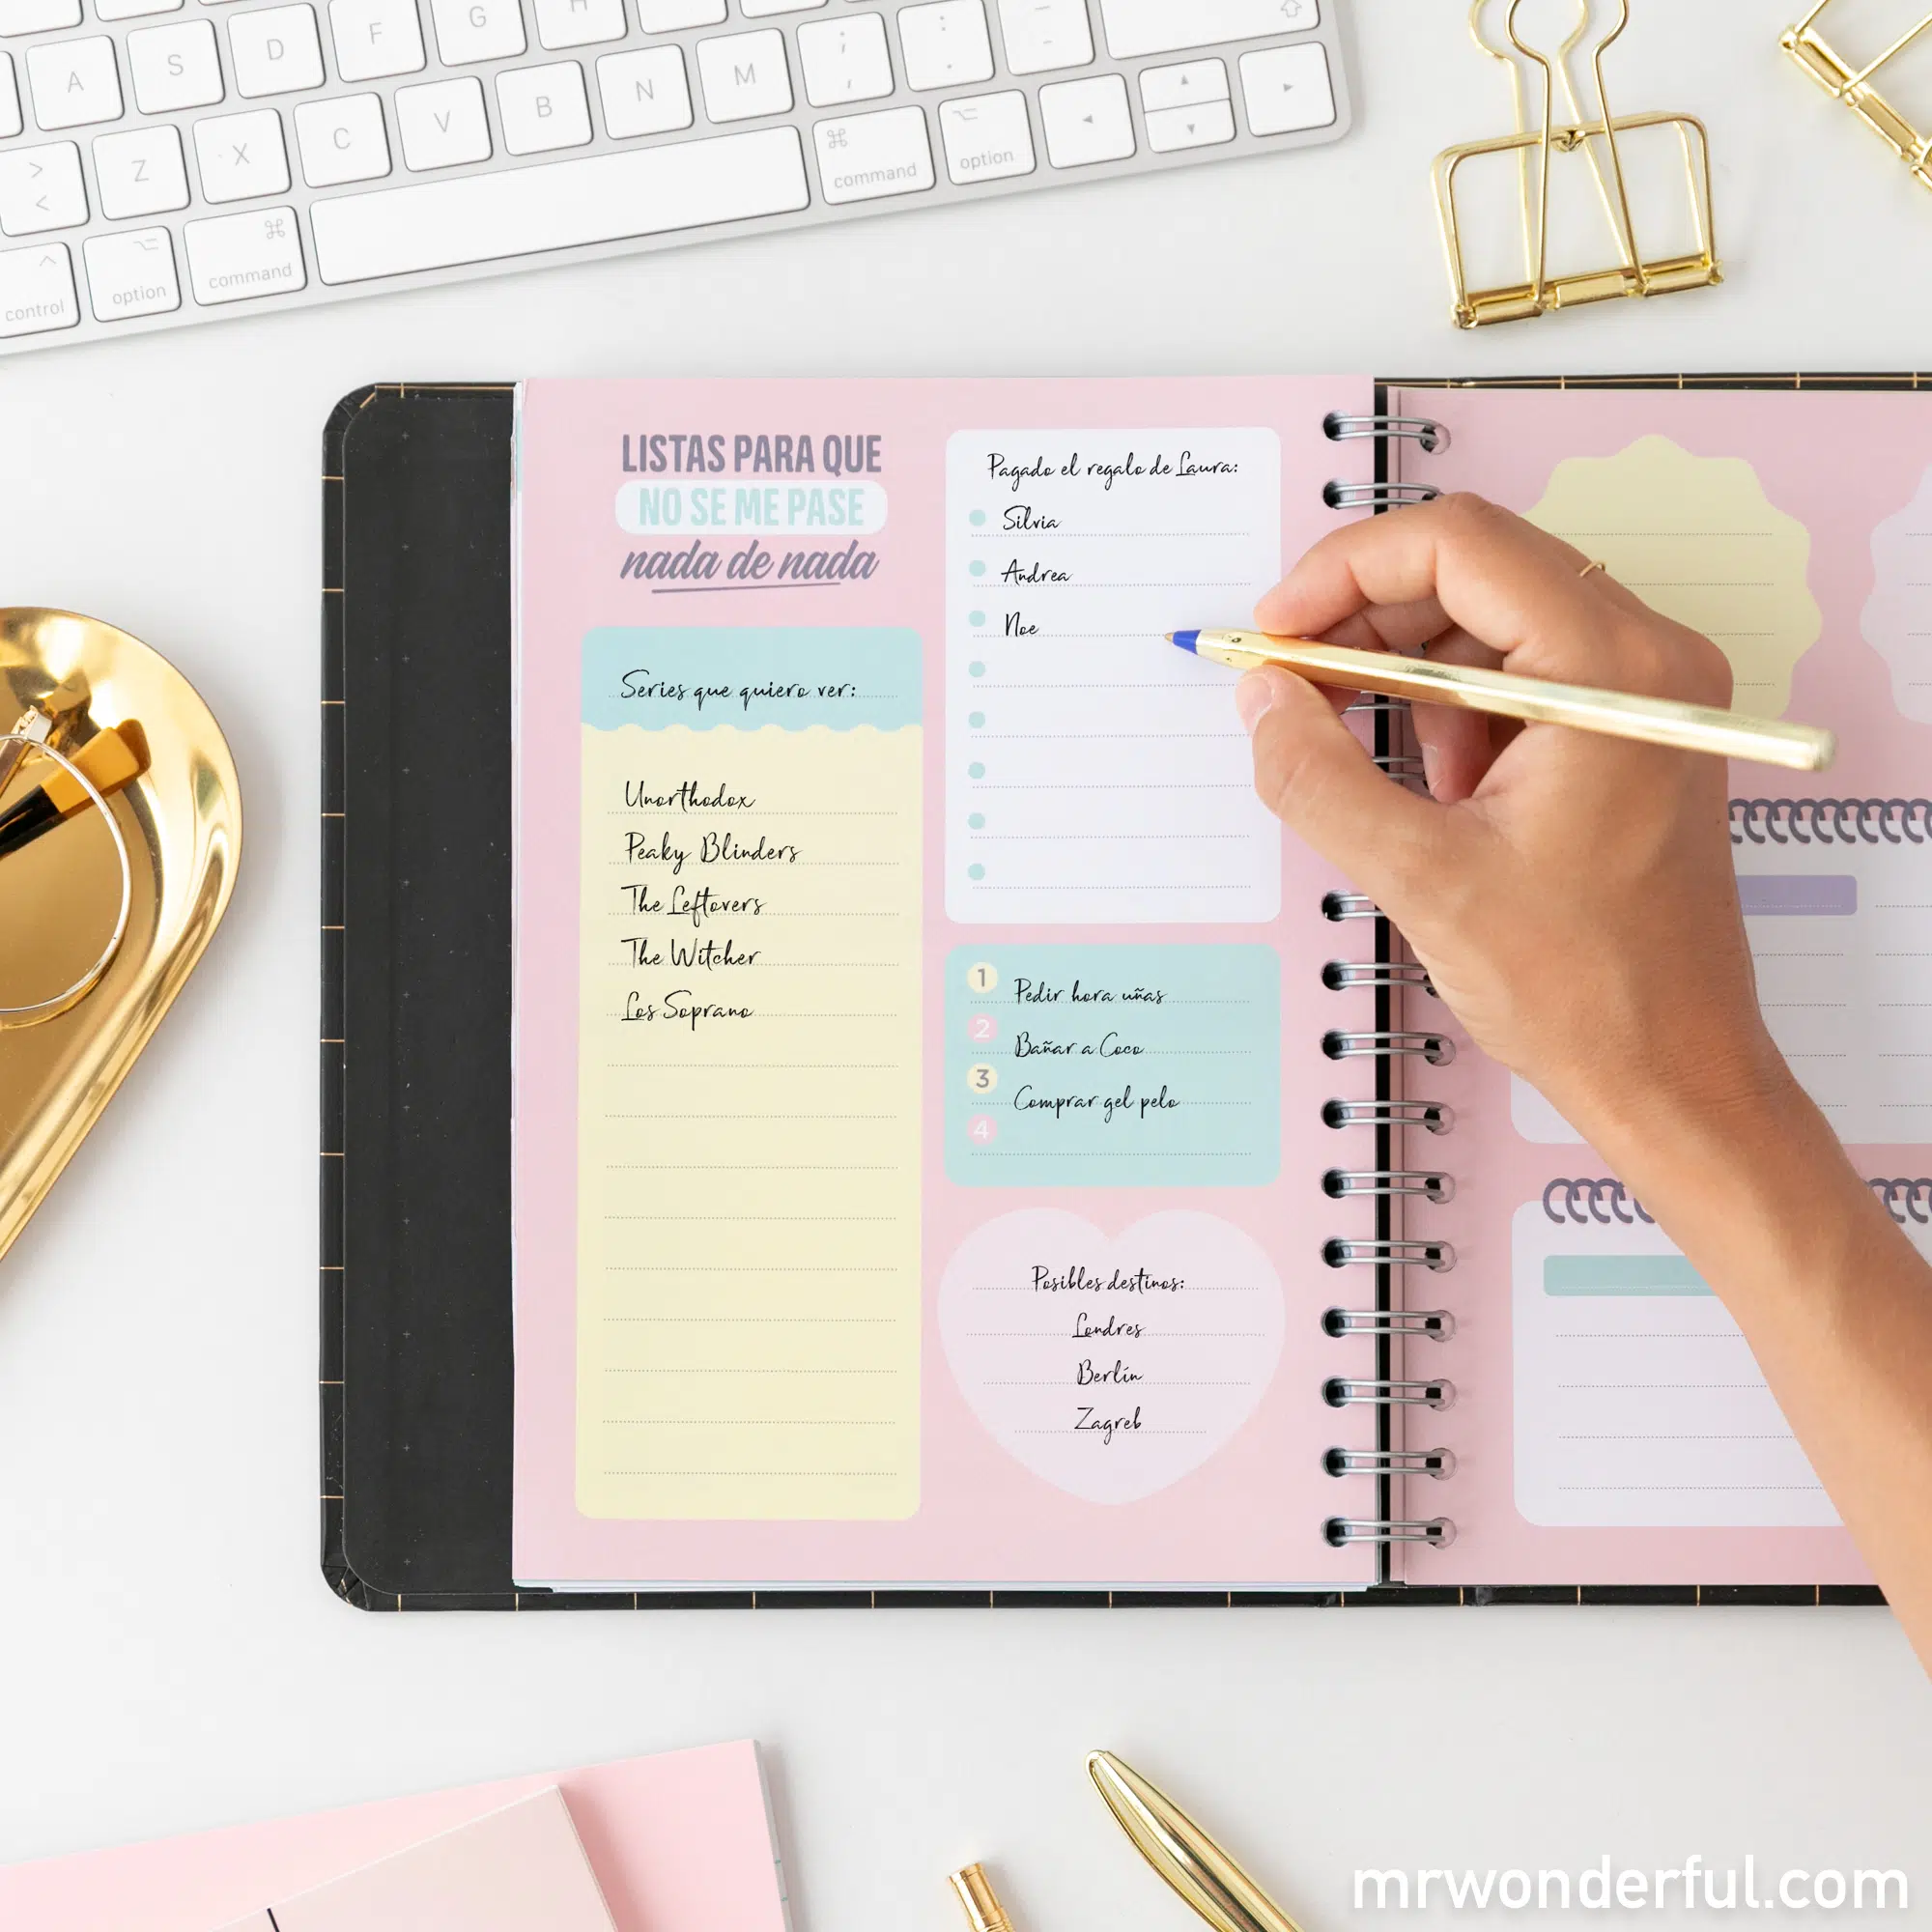 G
H
A
S
D
F
;
,
:
.
–
-
>
<
Z
X
C
V
B
N
M
command
option
control
option
command
LISTAS PARA QUE
NO SE ME PASE
nada de nada
Series que quiero ver:
Unorthodox
Peaky Blinders
The Leftovers
The Witcher
Los Soprano
Pagado el regalo de Laura:
Silvia
Andrea
Noe
1 Pedir hora uñas
2 Bañar a Coco
3 Comprar gel pelo
4
Posibles destinos:
Londres
Berlín
Zagreb
mrwonderful.com